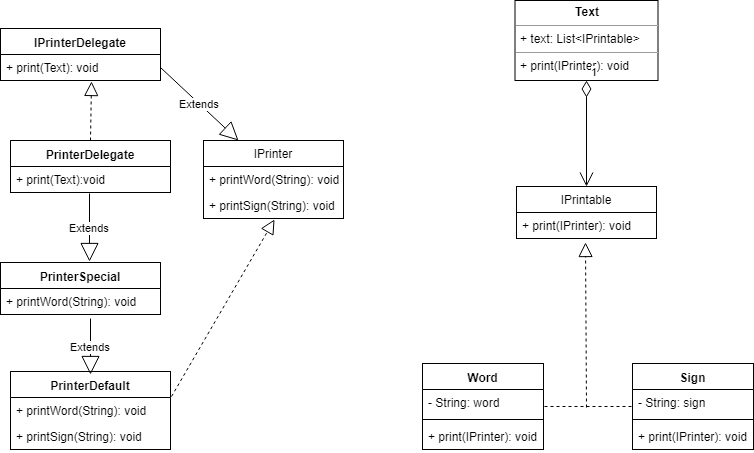 IPrinterDelegate
+ print(Text): void
Extends
PrinterDelegate
+ print(Text):void
IPrinter
+ printWord(String): void
+ printSign(String): void
Extends
PrinterSpecial
+ printWord(String): void
Extends
PrinterDefault
+ printWord(String): void
+ printSign(String): void
Text
+ text: List<IPrintable>
+ print(IPrinter): void
1
IPrintable
+ print(IPrinter): void
Word
- String: word
+ print(IPrinter): void
Sign
- String: sign
+ print(IPrinter): void